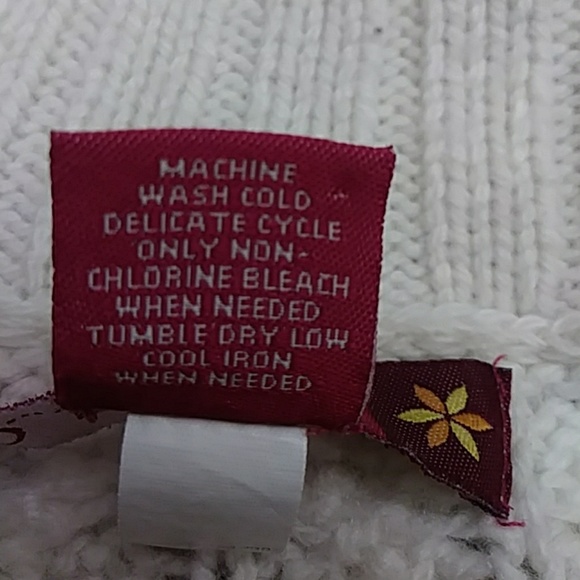 MACHINE
WASH COLD
DELICATE CYCLE
ONLY NON-
CHLORINE BLEACH
WHEN NEEDED
TUMBLE DRY LOW
COOL IRON
WHEN NEEDED